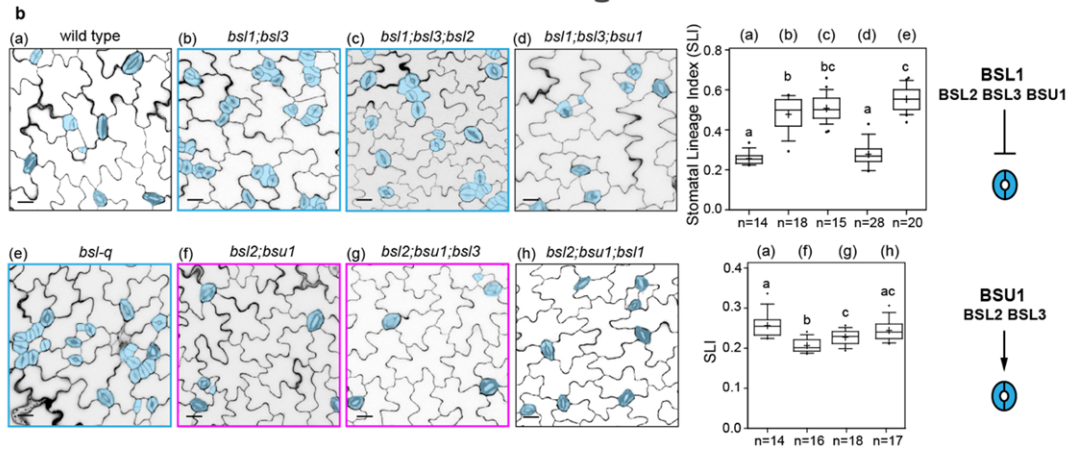 b
(a) wild type
(b) bsl1;bsl3
(c) bsl1;bsl3;bsl2
(d) bsl1;bsl3;bsu1
Stomatal Lineage Index (SLI)
(a) (b) (c) (d) (e)
0.8
0.6
0.4
0.2
0.0
a b bc a c
n=14 n=18 n=15 n=28 n=20
BSL1
BSL2 BSL3 BSU1
(e) bsl-q
(f) bsl2;bsu1
(g) bsl2;bsu1;bsl3
(h) bsl2;bsu1;bsl1
SLI
(a) (f) (g) (h)
0.4
0.3
0.2
0.1
0.0
a b c ac
n=14 n=16 n=18 n=17
BSU1
BSL2 BSL3